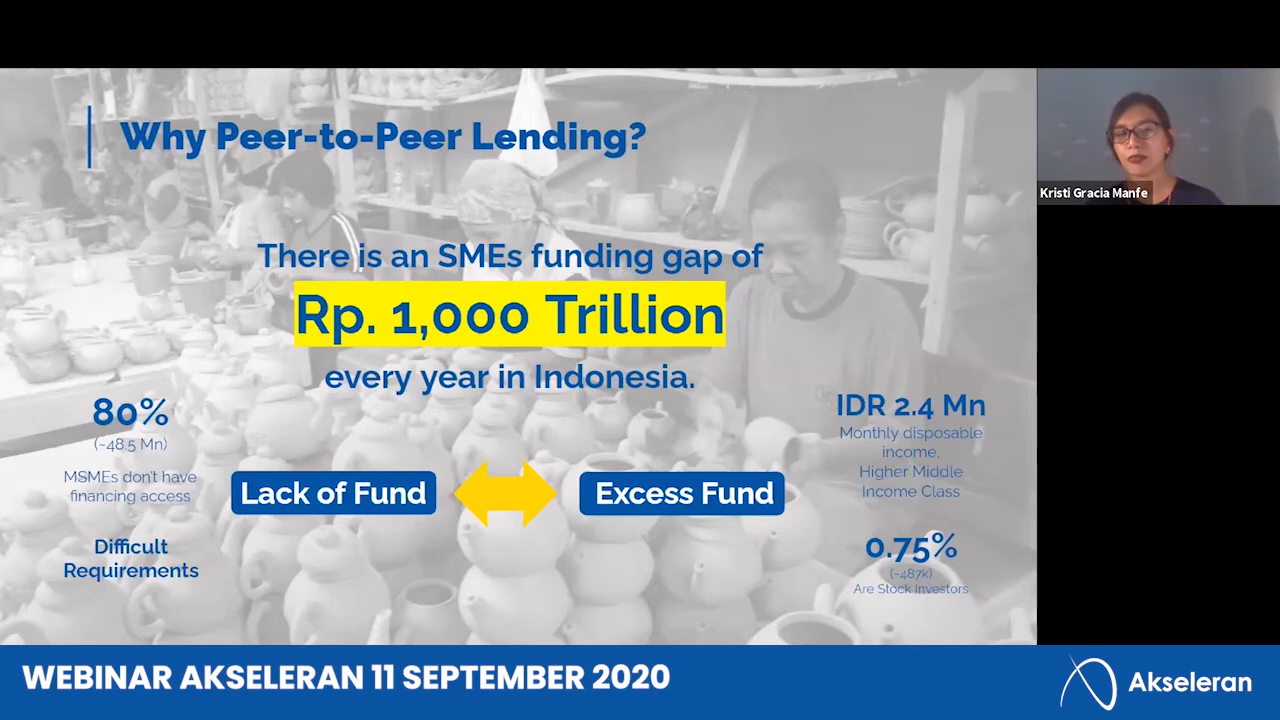 Why Peer-to-Peer Lending?
Kristi Gracia Manfe
There is an SMEs funding gap of
Rp. 1,000 Trillion
every year in Indonesia.
80%
(~48.5 Mn)
MSMEs don't have
financing access
Difficult
Requirements
Lack of Fund
Excess Fund
IDR 2.4 Mn
Monthly disposable
income,
Higher Middle
Income Class
0.75%
(~487k)
Are Stock Investors
WEBINAR AKSELERAN 11 SEPTEMBER 2020
Akseleran